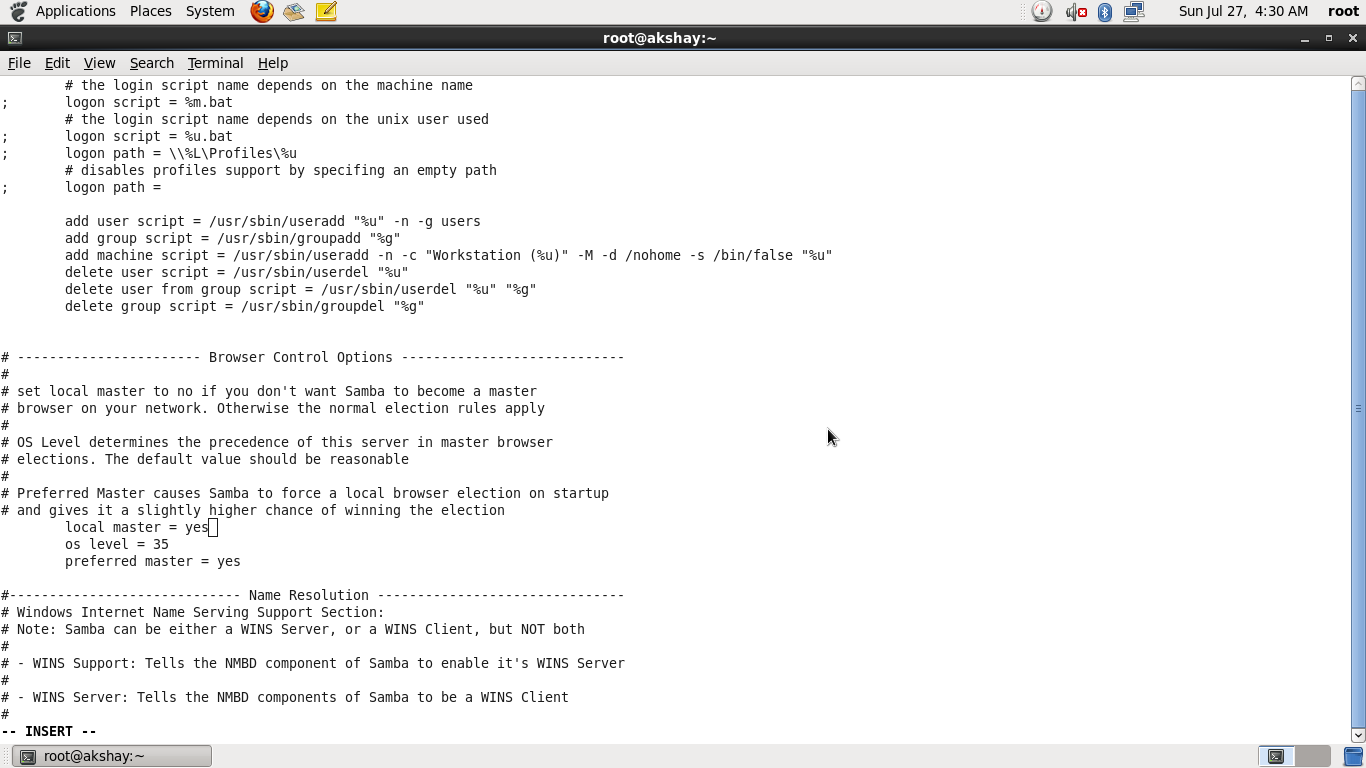 Applications Places System Sun Jul 27, 4:30 AM root
root@akshay:~
File Edit View Search Terminal Help
# the login script name depends on the machine name
; logon script = %m.bat
# the login script name depends on the unix user used
; logon script = %u.bat
; logon path = \\%L\Profiles\%u
# disables profiles support by specifing an empty path
; logon path =
add user script = /usr/sbin/useradd "%u" -n -g users
add group script = /usr/sbin/groupadd "%g"
add machine script = /usr/sbin/useradd -n -c "Workstation (%u)" -M -d /nohome -s /bin/false "%u"
delete user script = /usr/sbin/userdel "%u"
delete user from group script = /usr/sbin/userdel "%u" "%g"
delete group script = /usr/sbin/groupdel "%g"
# ----------------------- Browser Control Options ----------------------------
#
# set local master to no if you don't want Samba to become a master
# browser on your network. Otherwise the normal election rules apply
#
# OS Level determines the precedence of this server in master browser
# elections. The default value should be reasonable
#
# Preferred Master causes Samba to force a local browser election on startup
# and gives it a slightly higher chance of winning the election
local master = yes
os level = 35
preferred master = yes
#----------------------------- Name Resolution -------------------------------
# Windows Internet Name Serving Support Section:
# Note: Samba can be either a WINS Server, or a WINS Client, but NOT both
#
# - WINS Support: Tells the NMBD component of Samba to enable it's WINS Server
#
# - WINS Server: Tells the NMBD components of Samba to be a WINS Client
#
-- INSERT --
root@akshay:~